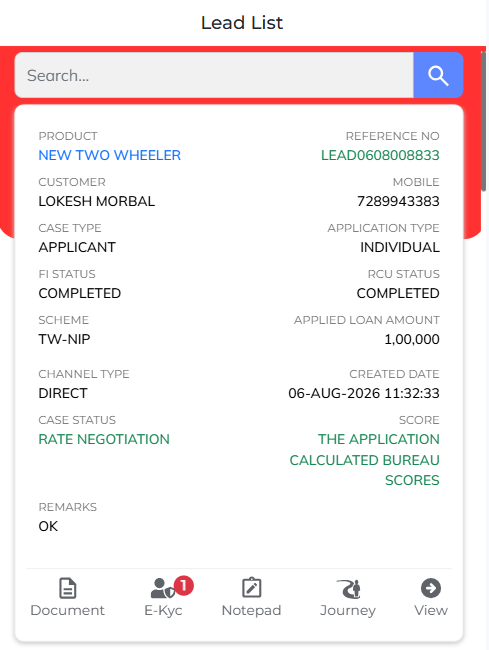 Lead List
Search...
PRODUCT REFERENCE NO
NEW TWO WHEELER LEAD0608008833
CUSTOMER MOBILE
LOKESH MORBAL 7289943383
CASE TYPE APPLICATION TYPE
APPLICANT INDIVIDUAL
FI STATUS RCU STATUS
COMPLETED COMPLETED
SCHEME APPLIED LOAN AMOUNT
TW-NIP 1,00,000
CHANNEL TYPE CREATED DATE
DIRECT 06-AUG-2026 11:32:33
CASE STATUS SCORE
RATE NEGOTIATION THE APPLICATION
CALCULATED BUREAU
SCORES
REMARKS
OK
1
Document E-Kyc Notepad Journey View